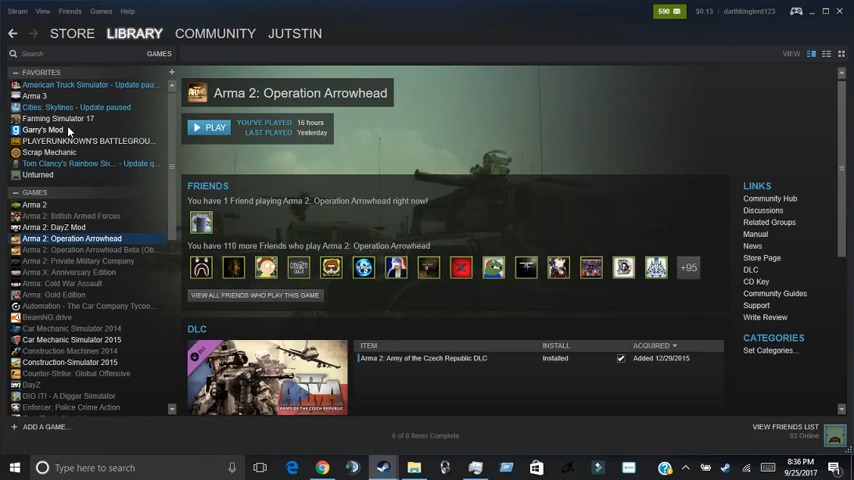 Steam View Friends Games Help 590 $0.13 darthkinglord123
STORE LIBRARY COMMUNITY JUTSTIN
Search GAMES VIEW
FAVORITES
American Truck Simulator - Update pau...
Arma 3
Cities: Skylines - Update paused
Farming Simulator 17
Garry's Mod
PLAYERUNKNOWN'S BATTLEGROU...
Scrap Mechanic
Tom Clancy's Rainbow Six... - Update q...
Unturned
GAMES
Arma 2
Arma 2: British Armed Forces
Arma 2: DayZ Mod
Arma 2: Operation Arrowhead
Arma 2: Operation Arrowhead Beta (Ob...
Arma 2: Private Military Company
Arma X: Anniversary Edition
Arma: Cold War Assault
Arma: Gold Edition
Automation - The Car Company Tycoo...
BeamNG drive
Car Mechanic Simulator 2014
Car Mechanic Simulator 2015
Construction Machines 2014
Construction-Simulator 2015
Counter-Strike: Global Offensive
DayZ
DIG IT! - A Digger Simulator
Enforcer: Police Crime Action
ADD A GAME...
Arma 2: Operation Arrowhead
PLAY
YOU'VE PLAYED 16 hours
LAST PLAYED Yesterday
FRIENDS
You have 1 Friend playing Arma 2: Operation Arrowhead right now!
You have 110 more Friends who play Arma 2: Operation Arrowhead
+95
VIEW ALL FRIENDS WHO PLAY THIS GAME
DLC
ITEM INSTALL ACQUIRED
Arma 2: Army of the Czech Republic DLC Installed Added 12/29/2015
DLC
ARMA II
ARMY OF THE CZECH REPUBLIC
LINKS
Community Hub
Discussions
Related Groups
Manual
News
Store Page
DLC
CD Key
Community Guides
Support
Write Review
CATEGORIES
Set Categories...
6 of 6 Items Complete
VIEW FRIENDS LIST
83 Online
Type here to search
8:36 PM
9/25/2017